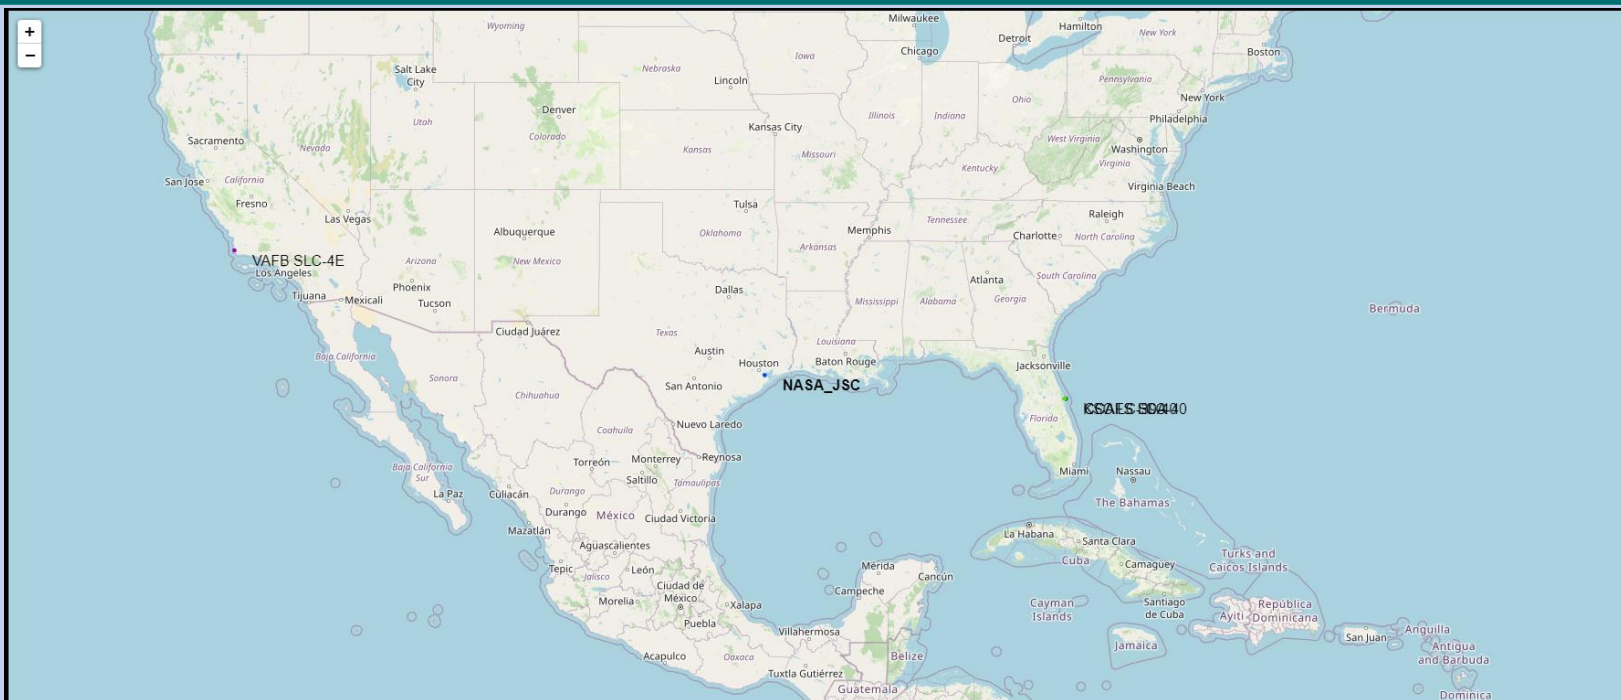 +
−
Wyoming
Milwaukee
Hamilton
New York
Detroit
Chicago
Boston
Iowa
Salt Lake
City
Nebraska
Lincoln
Pennsylvania
New York
Denver
Ohio
Philadelphia
Illinois
Indiana
Utah
Kansas City
Colorado
Sacramento
Nevada
West Virginia
Washington
Kansas
Missouri
Virginia
Kentucky
San Jose
California
Virginia Beach
Fresno
Tulsa
Las Vegas
Raleigh
Tennessee
Albuquerque
Oklahoma
Memphis
Charlotte
North Carolina
Arkansas
VAFB SLC-4E
Arizona
New Mexico
Los Angeles
South Carolina
Atlanta
Phoenix
Dallas
Tijuana
Mexicali
Tucson
Mississippi
Alabama
Georgia
Bermuda
Ciudad Juárez
Texas
Louisiana
Austin
Baja California
Houston
Baton Rouge
Jacksonville
Sonora
San Antonio
NASA_JSC
Chihuahua
Florida
Nuevo Laredo
Coahuila
Reynosa
Torreón
Monterrey
Baja California
Sur
Saltillo
Tamaulipas
Miami
Nassau
La Paz
Culiacán
Durango
The Bahamas
Durango
México
Ciudad Victoria
Mazatlán
La Habana
Santa Clara
Aguascalientes
Turks and
Caicos Islands
Cuba
Camagüey
Tepic
León
Jalisco
Mérida
Cancún
Ciudad de
México
Campeche
Morelia
Xalapa
Cayman
Islands
Santiago
de Cuba
Ayiti
República
Dominicana
Puebla
Villahermosa
San Juan
Anguilla
Jamaica
Antigua
and Barbuda
Acapulco
Oaxaca
Belize
Tuxtla Gutiérrez
Guatemala
Dominica